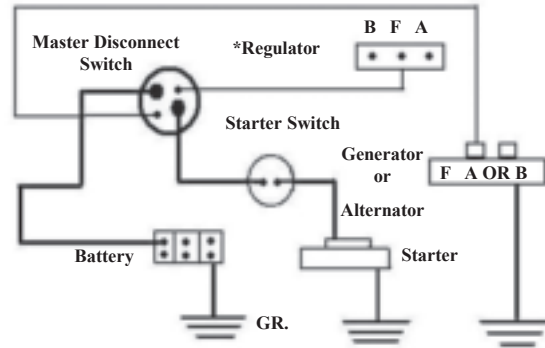 B F A
Master Disconnect
Switch
*Regulator
Starter Switch
Generator
or
Alternator
F A OR B
Battery
Starter
GR.